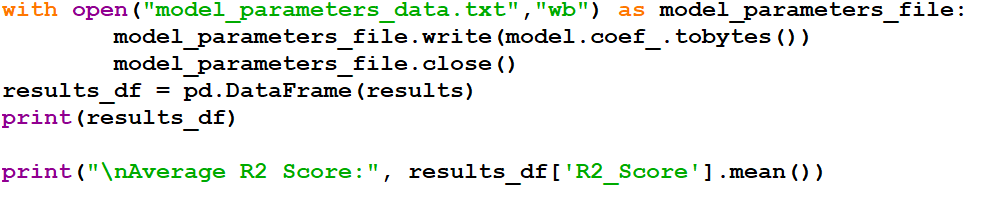 with open("model_parameters_data.txt","wb") as model_parameters_file:
        model_parameters_file.write(model.coef_.tobytes())
        model_parameters_file.close()
results_df = pd.DataFrame(results)
print(results_df)

print("\nAverage R2 Score:", results_df['R2_Score'].mean())